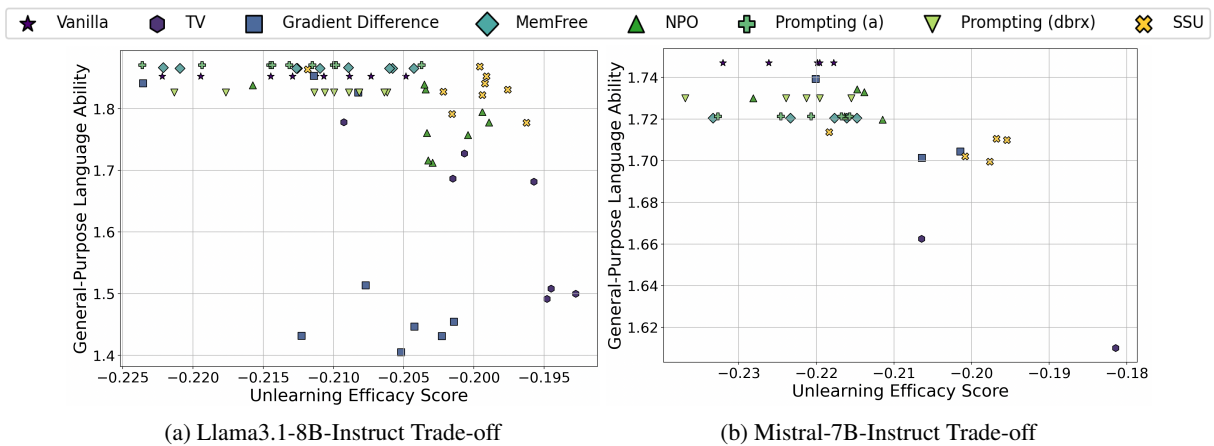 Vanilla TV Gradient Difference MemFree NPO Prompting (a) Prompting (dbrx) SSU
General-Purpose Language Ability
1.8
1.7
1.6
1.5
1.4
−0.225 −0.220 −0.215 −0.210 −0.205 −0.200 −0.195
Unlearning Efficacy Score
(a) Llama3.1-8B-Instruct Trade-off
General-Purpose Language Ability
1.74
1.72
1.70
1.68
1.66
1.64
1.62
−0.23 −0.22 −0.21 −0.20 −0.19 −0.18
Unlearning Efficacy Score
(b) Mistral-7B-Instruct Trade-off